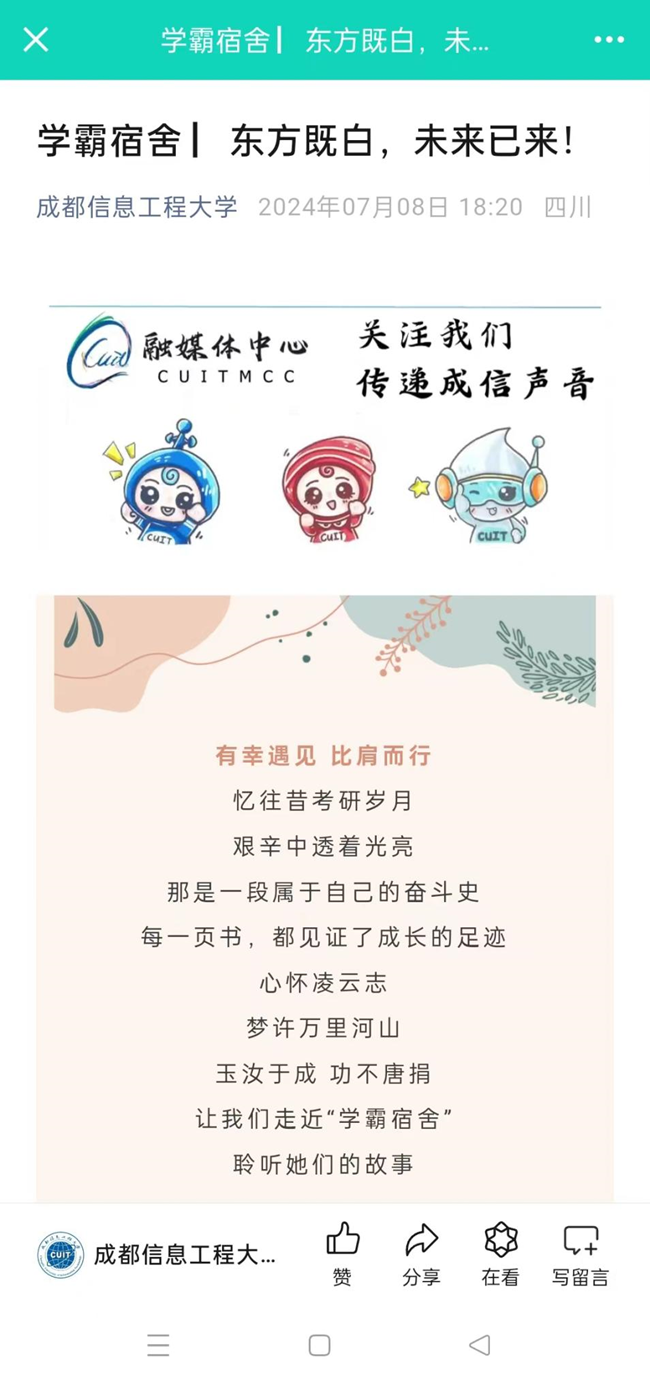 学霸宿舍 ▏东方既白，未...
学霸宿舍 ▏东方既白，未来已来！
成都信息工程大学 2024年07月08日 18:20 四川
Cuit 融媒体中心 关注我们
CUITMCC 传递成信声音
CUIT CUIT CUIT
有幸遇见 比肩而行
忆往昔考研岁月
艰辛中透着光亮
那是一段属于自己的奋斗史
每一页书，都见证了成长的足迹
心怀凌云志
梦许万里河山
玉汝于成 功不唐捐
让我们走近“学霸宿舍”
聆听她们的故事
CUIT 成都信息工程大...
赞 分享 在看 写留言